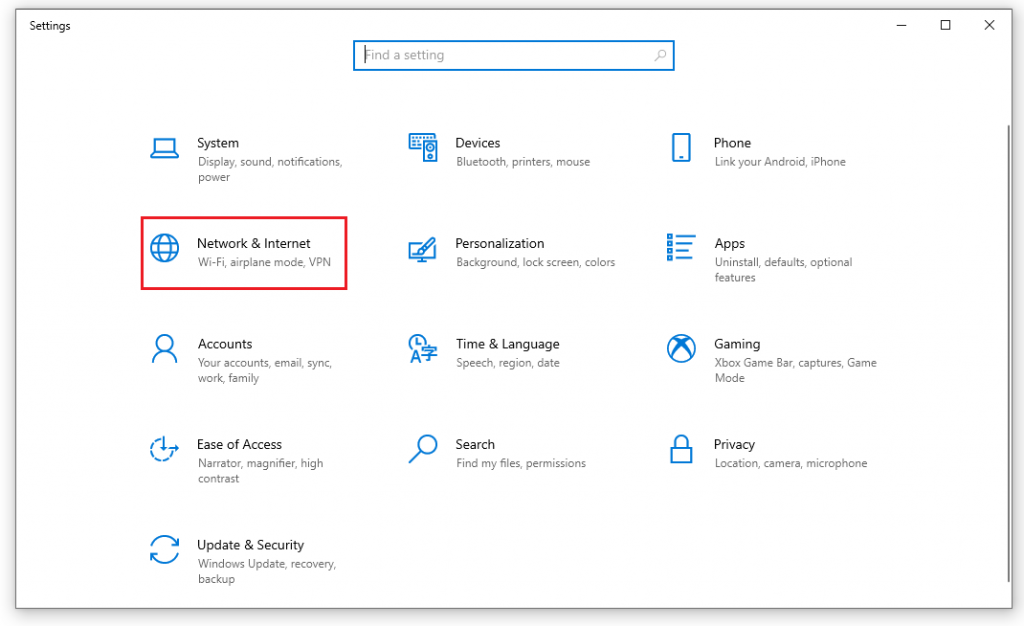 Settings
Find a setting
System
Display, sound, notifications,
power
Devices
Bluetooth, printers, mouse
Phone
Link your Android, iPhone
Network & Internet
Wi-Fi, airplane mode, VPN
Personalization
Background, lock screen, colors
Apps
Uninstall, defaults, optional
features
Accounts
Your accounts, email, sync,
work, family
Time & Language
Speech, region, date
Gaming
Xbox Game Bar, captures, Game
Mode
Ease of Access
Narrator, magnifier, high
contrast
Search
Find my files, permissions
Privacy
Location, camera, microphone
Update & Security
Windows Update, recovery,
backup